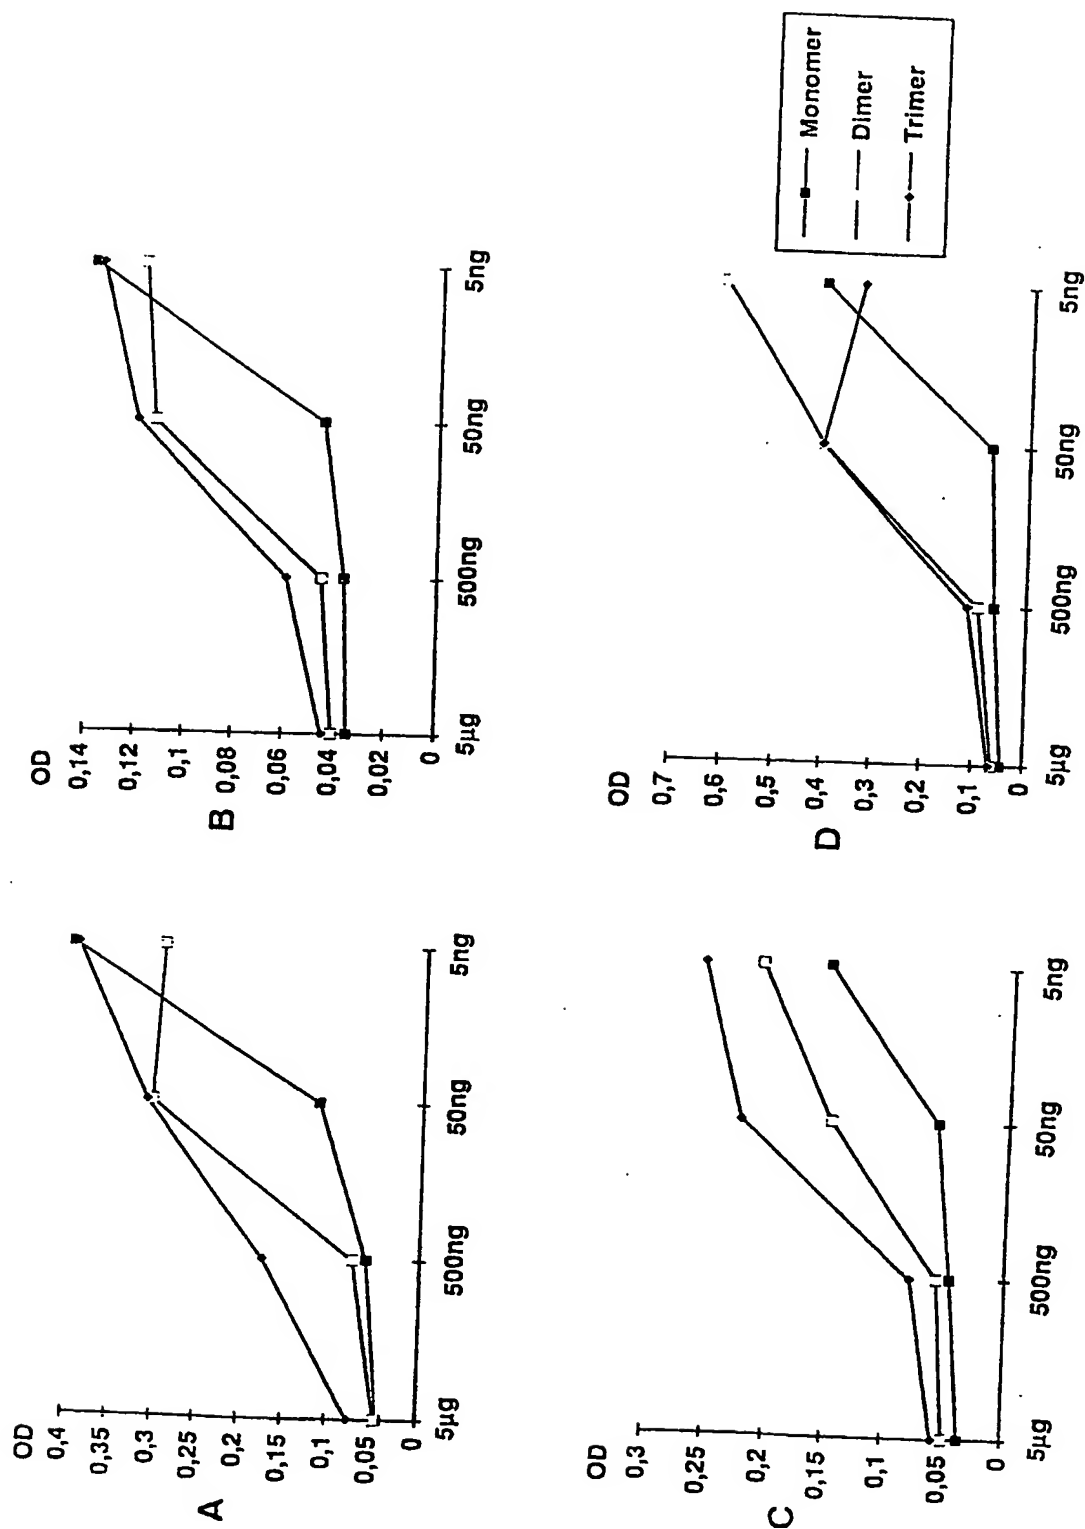 A
OD
0,4
0,35
0,3
0,25
0,2
0,15
0,1
0,05
0
5µg
500ng
50ng
5ng
B
OD
0,14
0,12
0,1
0,08
0,06
0,04
0,02
0
5µg
500ng
50ng
5ng
C
OD
0,3
0,25
0,2
0,15
0,1
0,05
0
5µg
500ng
50ng
5ng
D
OD
0,7
0,6
0,5
0,4
0,3
0,2
0,1
0
5µg
500ng
50ng
5ng
Monomer
Dimer
Trimer